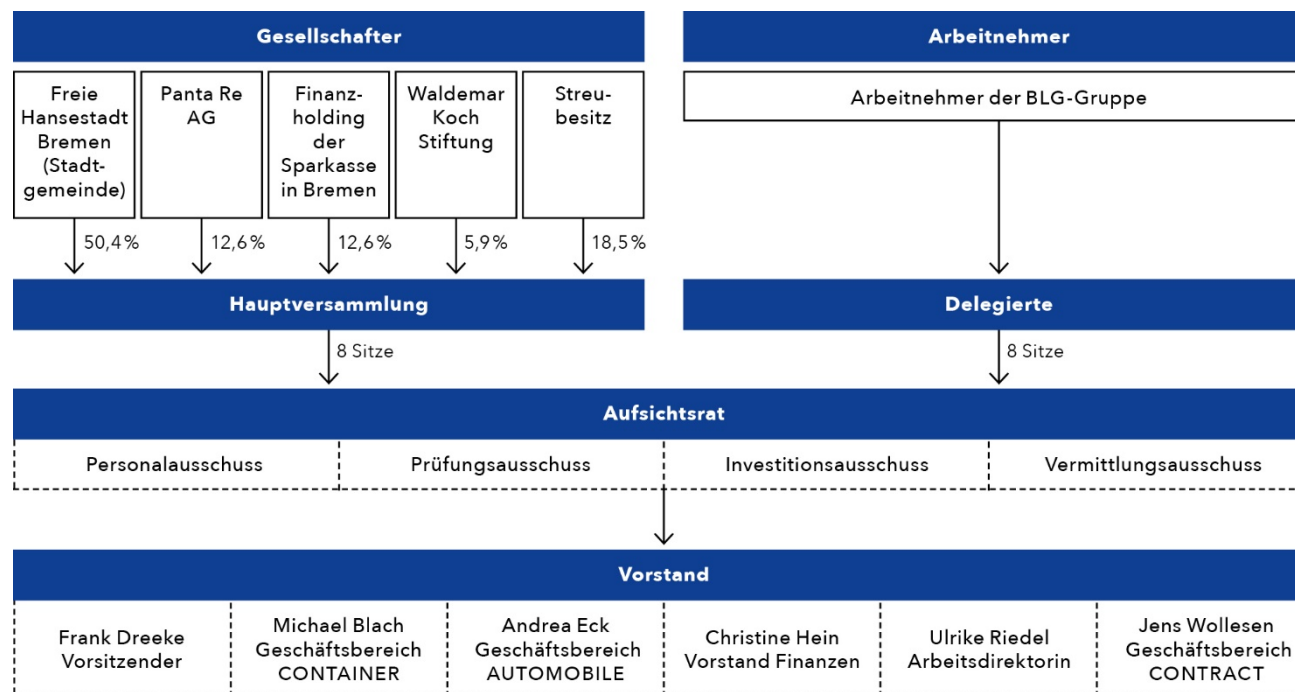 Gesellschafter
Arbeitnehmer
Freie
Hansestadt
Bremen
(Stadt-
gemeinde)
Panta Re
AG
Finanz-
holding
der
Sparkasse
in Bremen
Waldemar
Koch
Stiftung
Streu-
besitz
Arbeitnehmer der BLG-Gruppe
50,4 %
12,6 %
12,6 %
5,9 %
18,5 %
Hauptversammlung
Delegierte
8 Sitze
8 Sitze
Aufsichtsrat
Personalausschuss
Prüfungsausschuss
Investitionsausschuss
Vermittlungsausschuss
Vorstand
Frank Dreeke
Vorsitzender
Michael Blach
Geschäftsbereich
CONTAINER
Andrea Eck
Geschäftsbereich
AUTOMOBILE
Christine Hein
Vorstand Finanzen
Ulrike Riedel
Arbeitsdirektorin
Jens Wollesen
Geschäftsbereich
CONTRACT